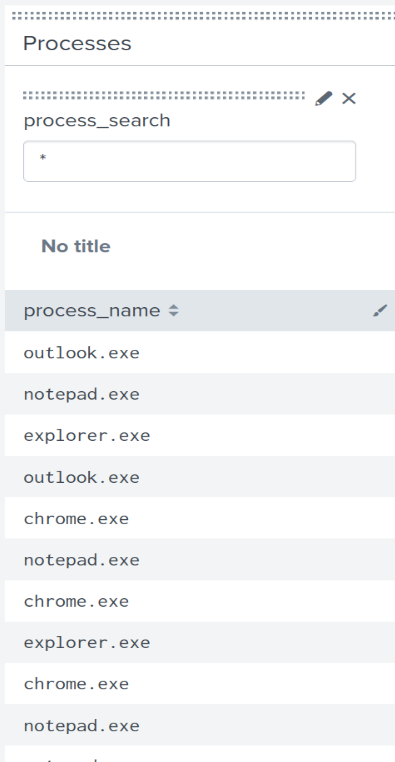 Processes
process_search
*
No title
process_name
outlook.exe
notepad.exe
explorer.exe
outlook.exe
chrome.exe
notepad.exe
chrome.exe
explorer.exe
chrome.exe
notepad.exe